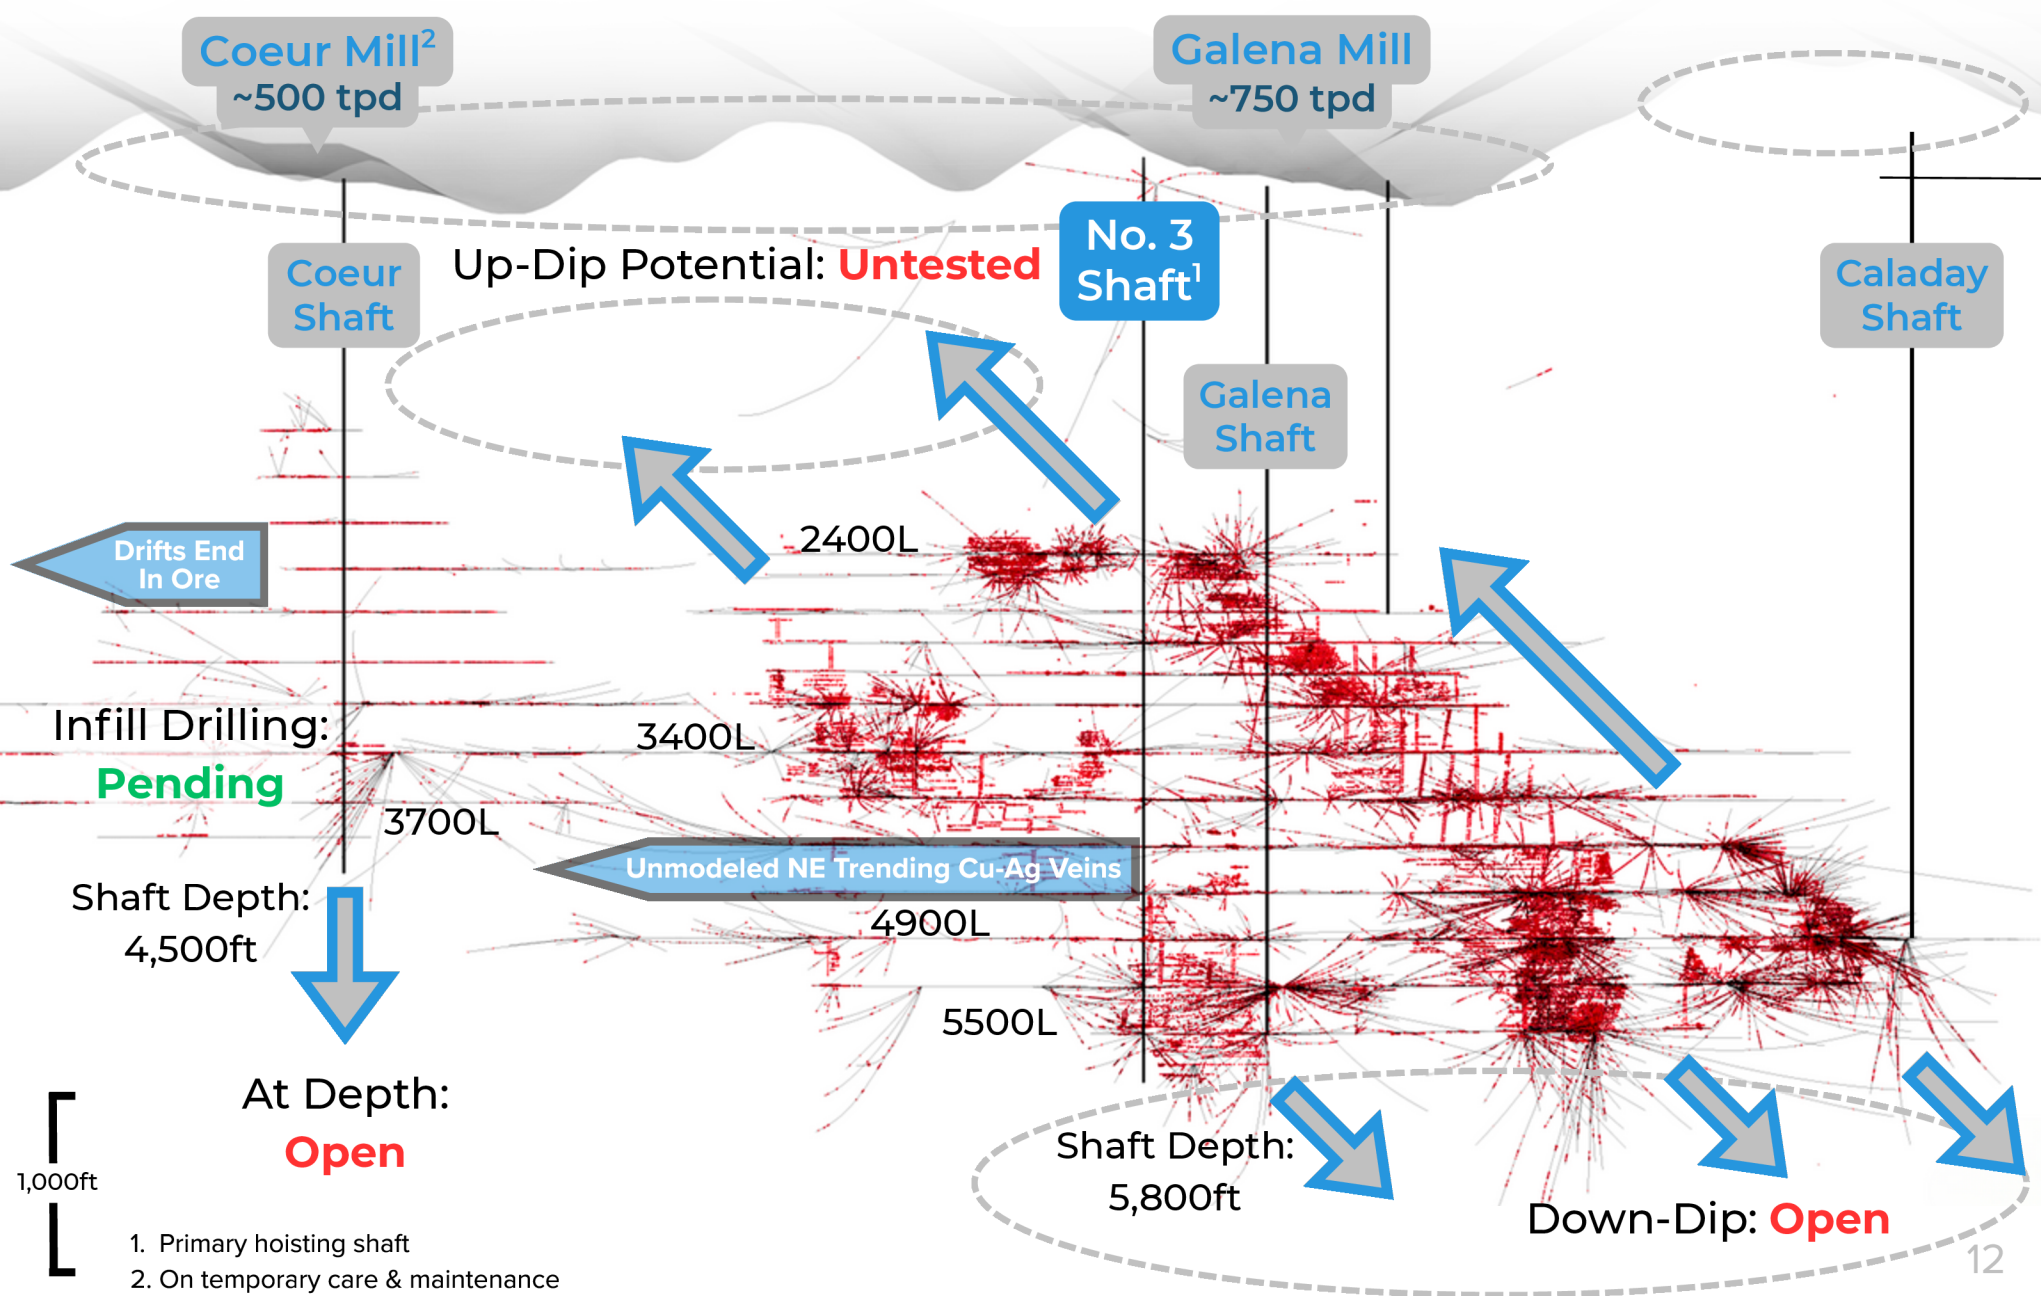 Coeur Mill²
~500 tpd
Galena Mill
~750 tpd
No. 3
Shaft¹
Coeur
Shaft
Up-Dip Potential: Untested
Caladay
Shaft
Galena
Shaft
Drifts End
In Ore
2400L
Infill Drilling:
Pending
3400L
3700L
Unmodeled NE Trending Cu-Ag Veins
Shaft Depth:
4,500ft
4900L
5500L
At Depth:
Open
Shaft Depth:
5,800ft
Down-Dip: Open
1,000ft
1. Primary hoisting shaft
2. On temporary care & maintenance
12